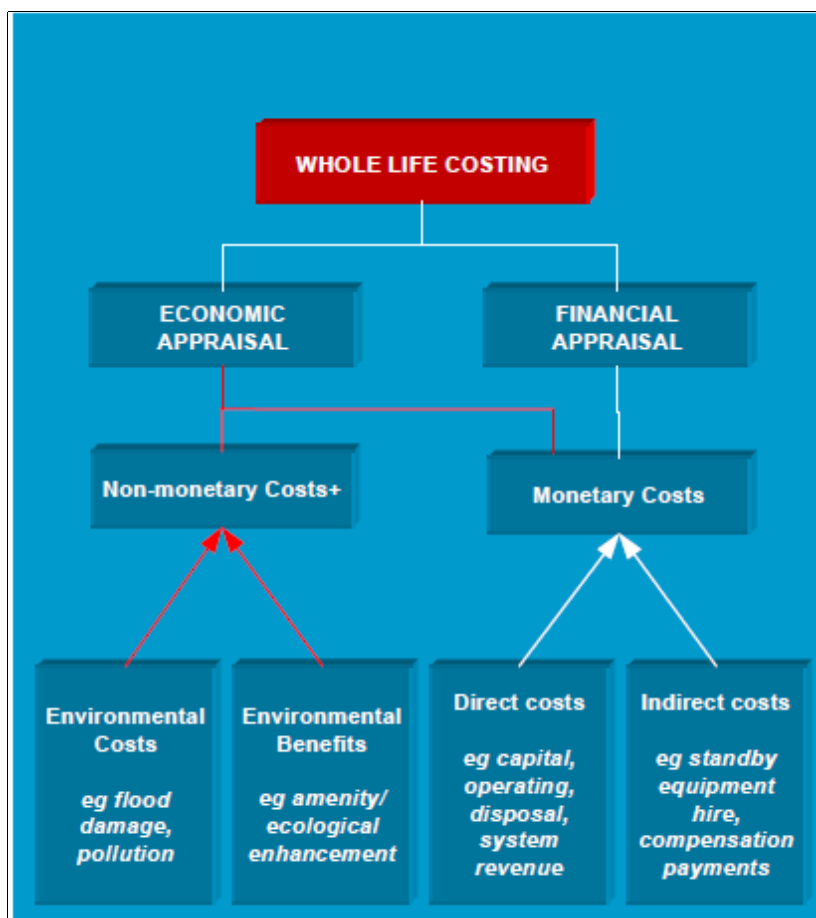 WHOLE LIFE COSTING
ECONOMIC
APPRAISAL
FINANCIAL
APPRAISAL
Non-monetary Costs+
Monetary Costs
Environmental
Costs
eg flood
damage,
pollution
Environmental
Benefits
eg amenity/
ecological
enhancement
Direct costs
eg capital,
operating,
disposal,
system
revenue
Indirect costs
eg standby
equipment
hire,
compensation
payments